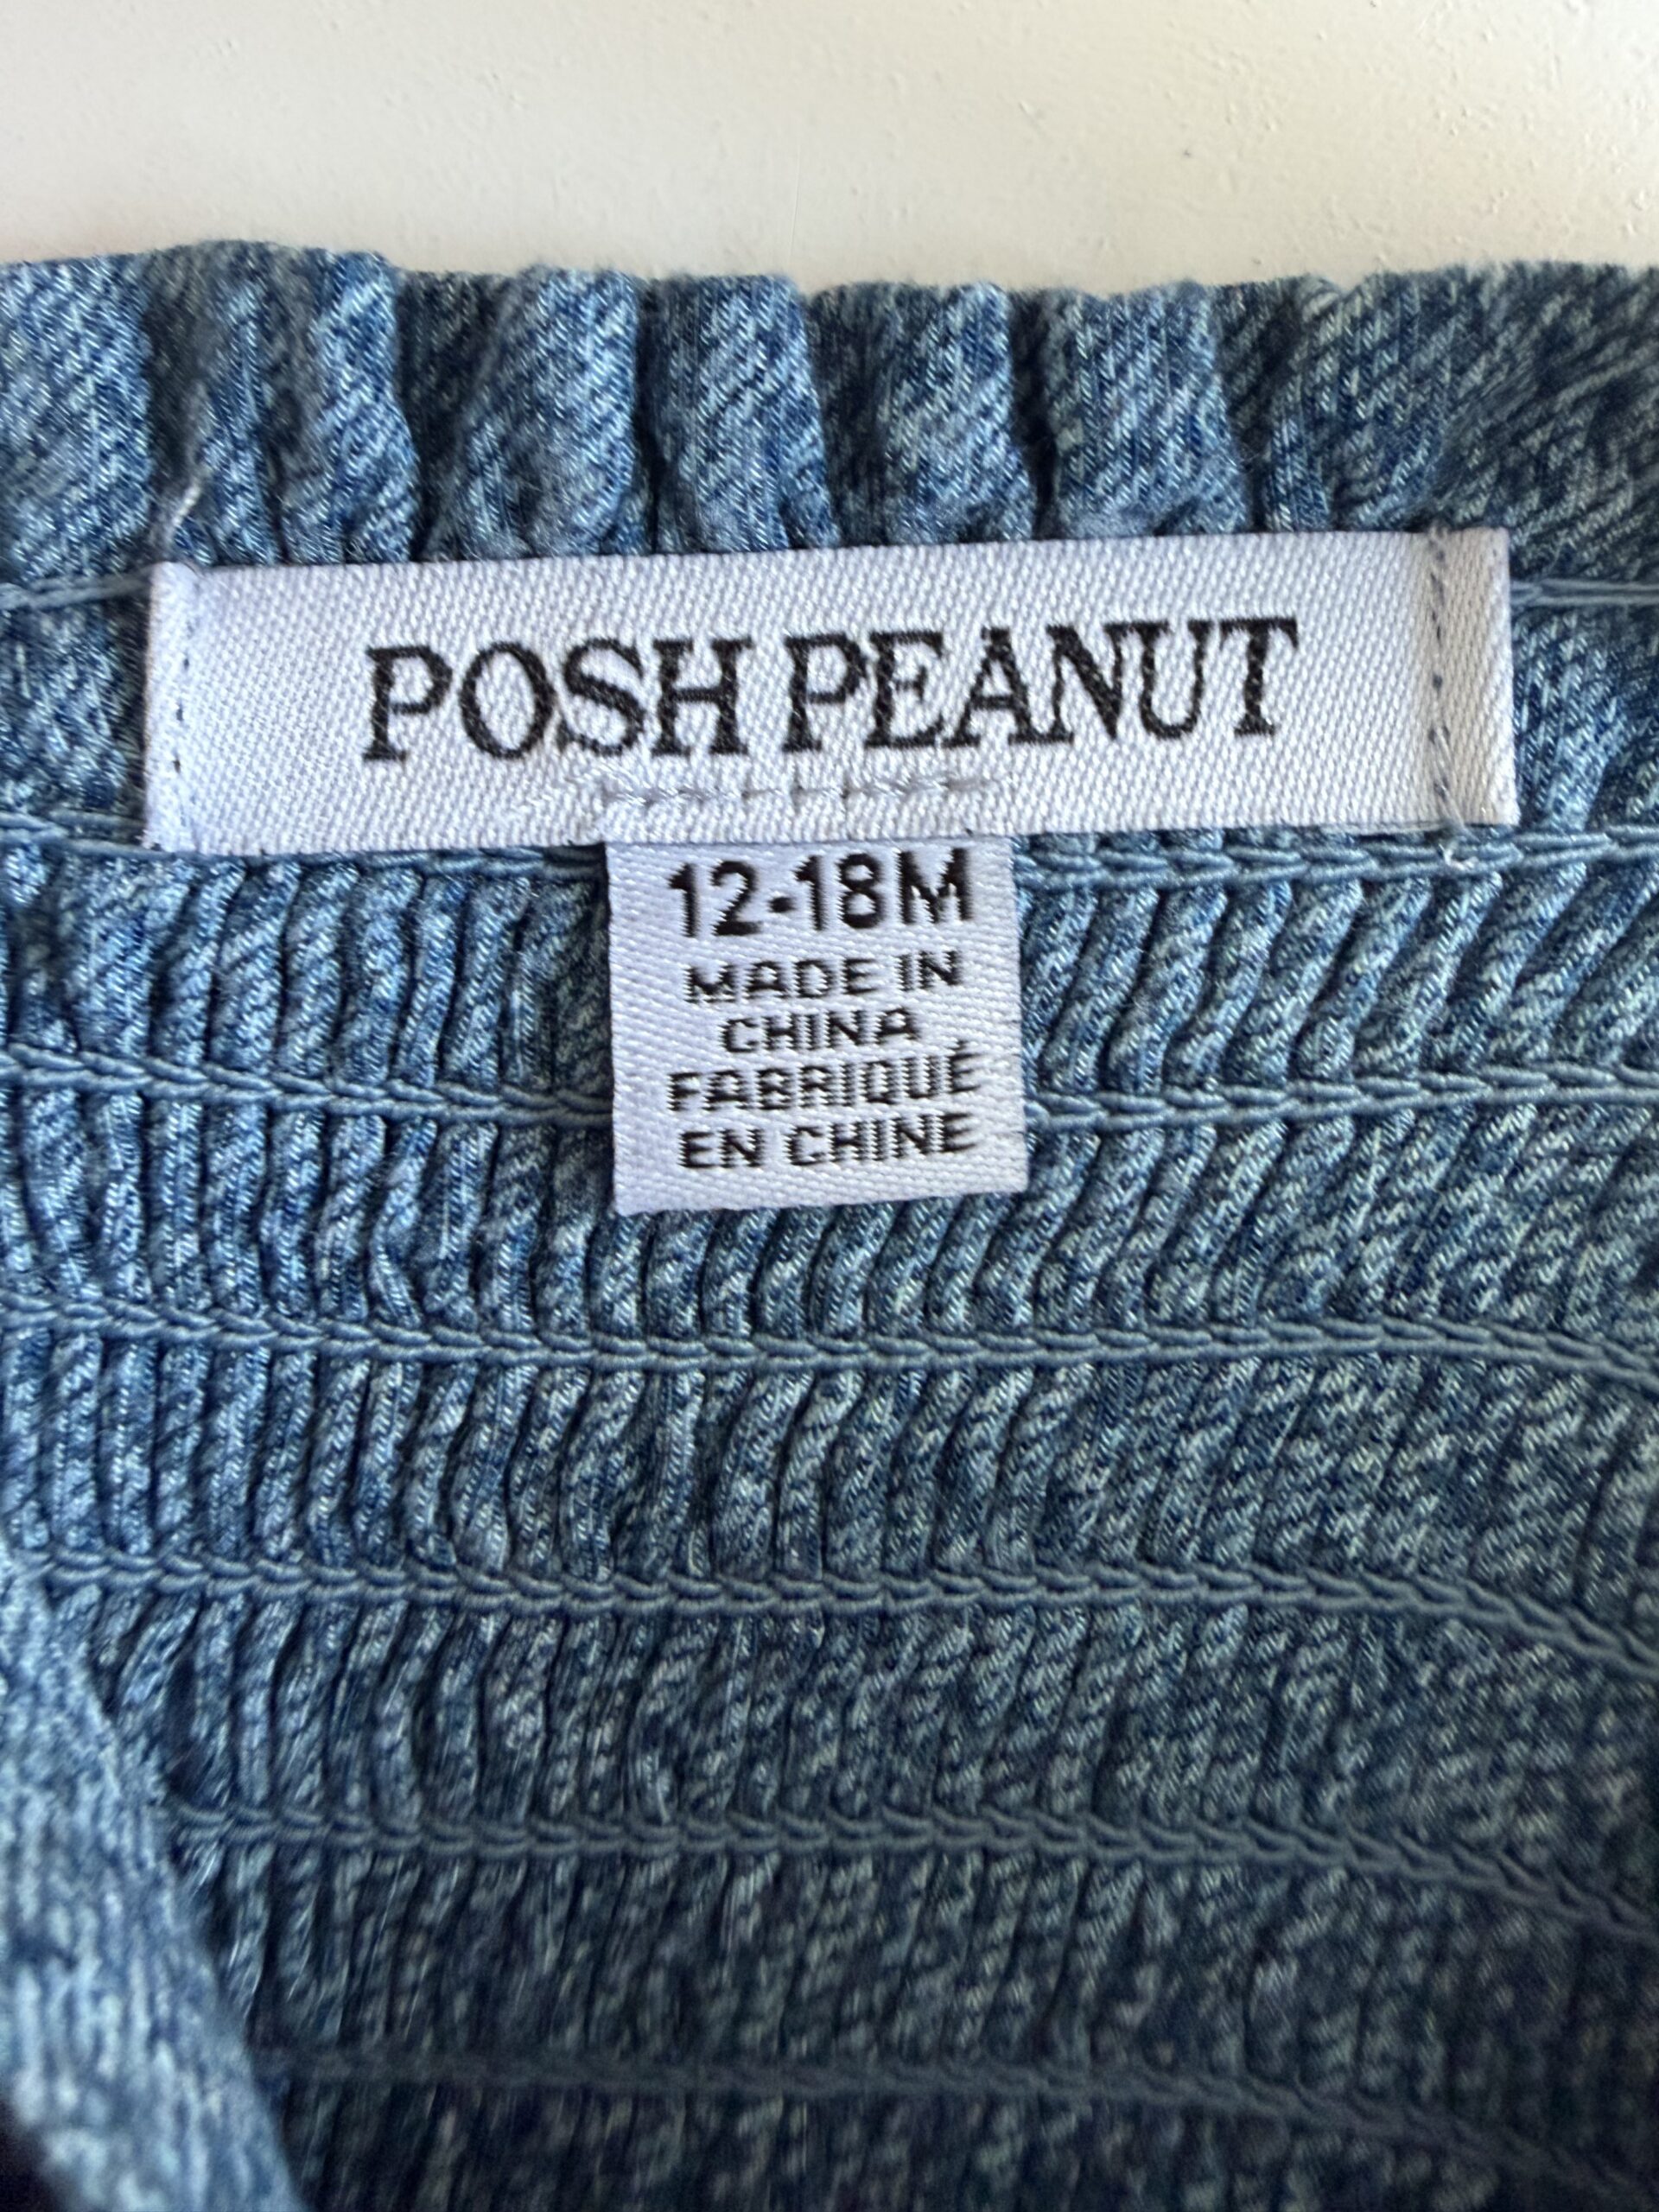 POSH PEANUT
12-18M
MADE IN
CHINA
FABRIQUÉ
EN CHINE